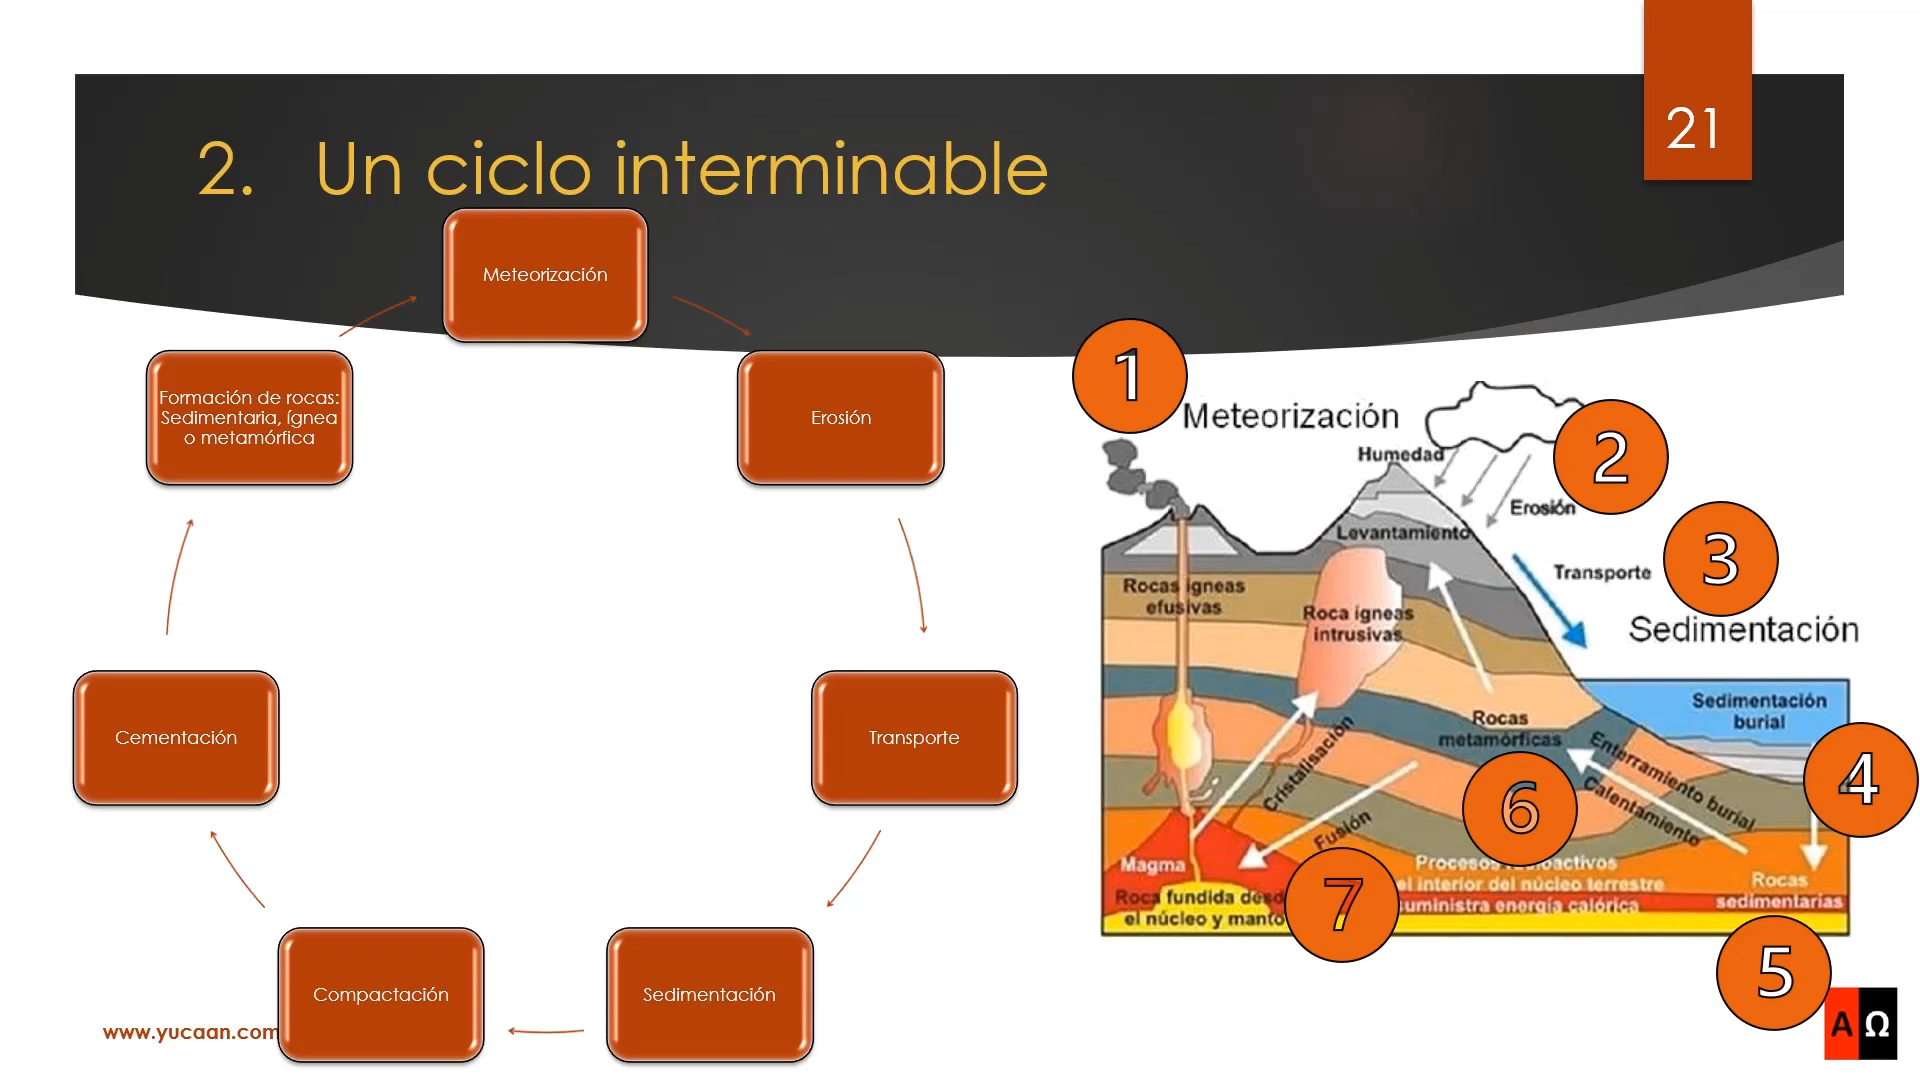 21
2. Un ciclo interminable
Meteorización
Erosión
Transporte
Sedimentación
Compactación
Cementación
Formación de rocas:
Sedimentaria, ígnea
o metamórfica
www.yucaan.com
1
Meteorización
2
Humedad
Erosión
3
Levantamiento
Transporte
Sedimentación
Rocas igneas
efusivas
Roca igneas
intrusivas
Sedimentación
burial
Rocas
metamórficas
Enterramiento burial
Calentamiento
4
Cristalisación
6
Fusión
Magma
Procesos
el interior del núcleo terrestre
suministra energía calórica
Rocas
sedimentarias
Roca fundida
el núcleo y manto
7
5
A Ω